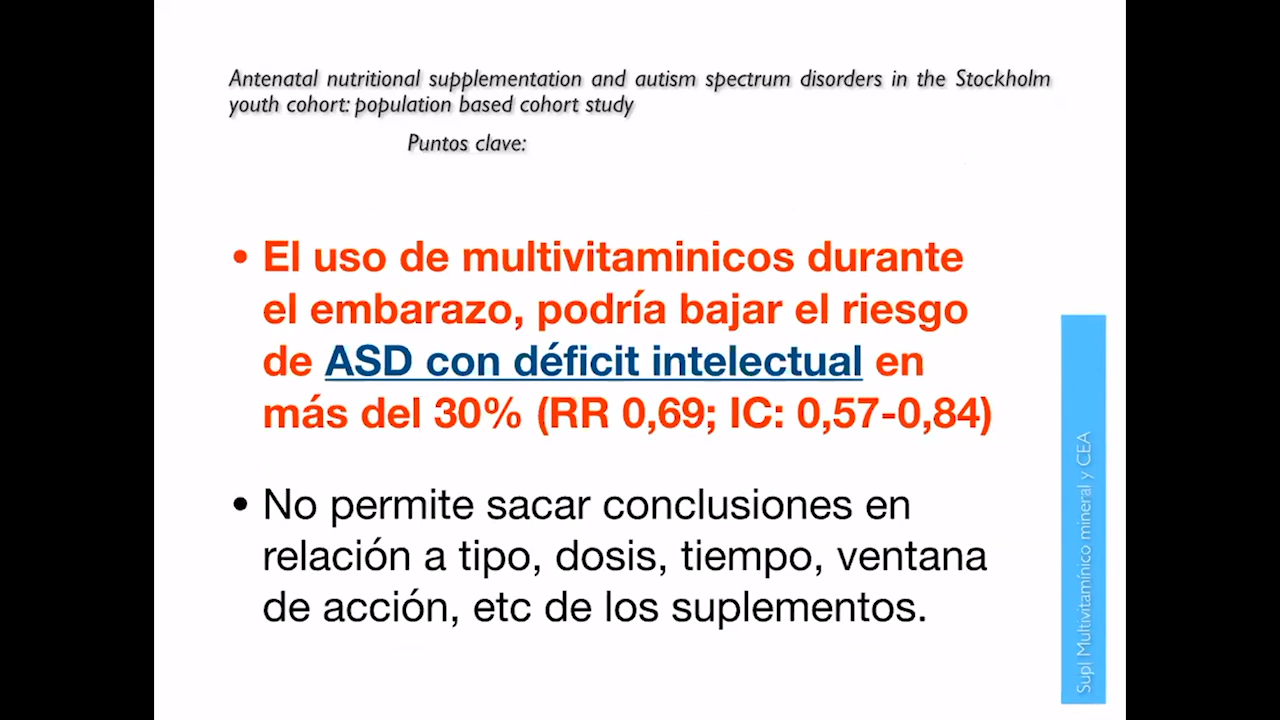 Antenatal nutritional supplementation and autism spectrum disorders in the Stockholm
youth cohort: population based cohort study
Puntos clave:
• El uso de multivitaminicos durante
el embarazo, podría bajar el riesgo
de ASD con déficit intelectual en
más del 30% (RR 0,69; IC: 0,57-0,84)
• No permite sacar conclusiones en
relación a tipo, dosis, tiempo, ventana
de acción, etc de los suplementos.
Supl Multivitamínico mineral y CEA